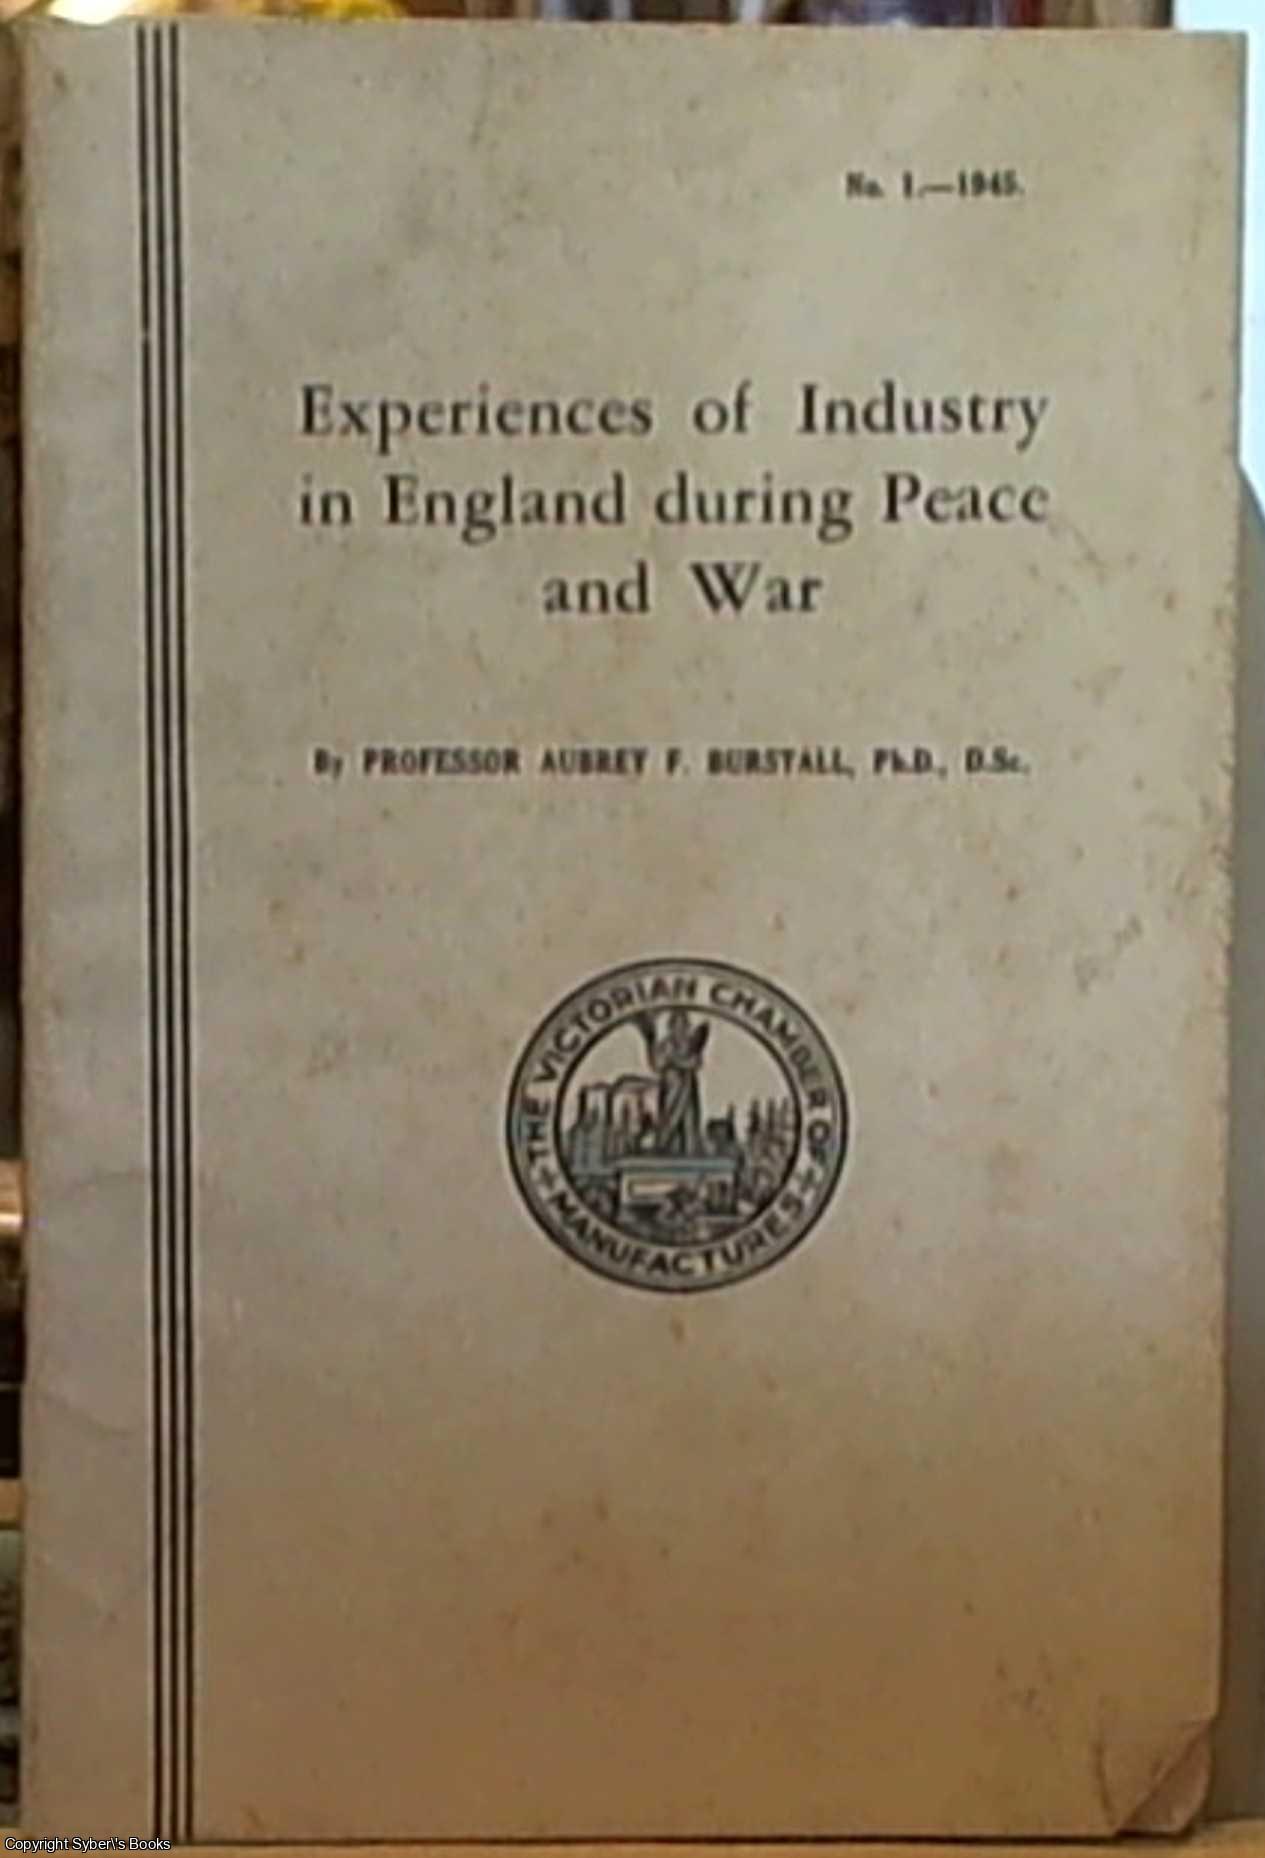 No. 1.—1945.
Experiences of Industry
in England during Peace
and War
By PROFESSOR AUBREY F. BURSTALL, Ph.D., D.Sc.
THE VICTORIAN CHAMBER OF
MANUFACTURES
Copyright Syber\'s Books